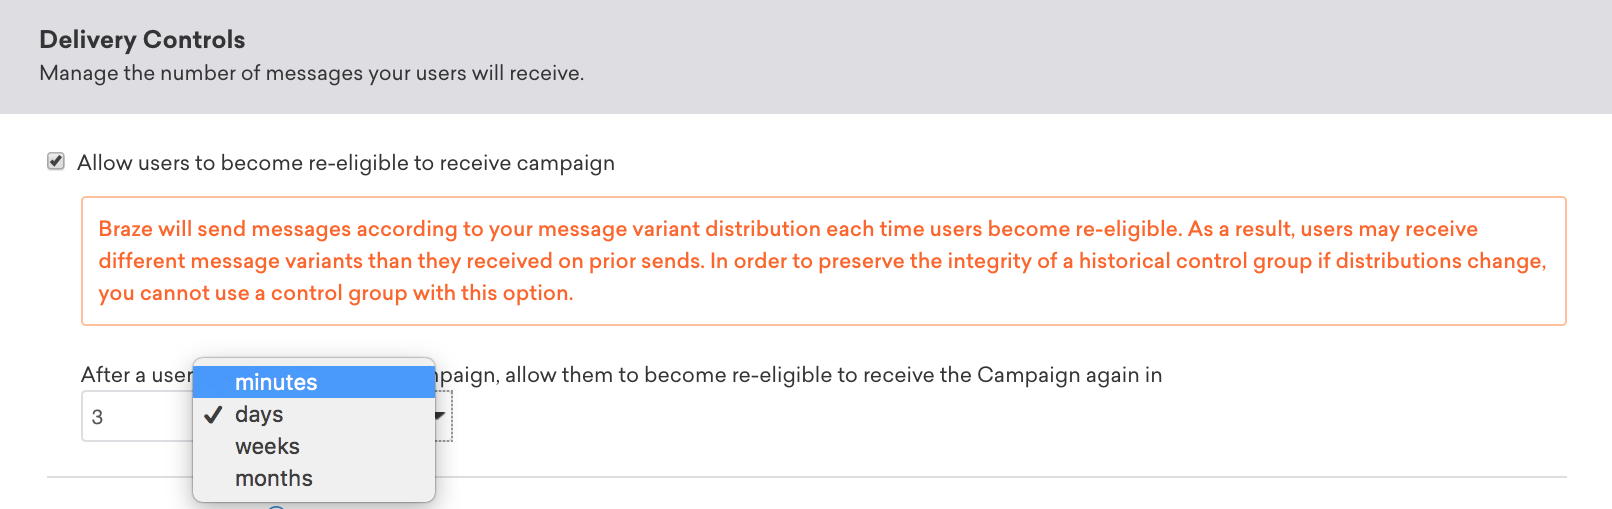 Delivery Controls
Manage the number of messages your users will receive.
Allow users to become re-eligible to receive campaign
Braze will send messages according to your message variant distribution each time users become re-eligible. As a result, users may receive
different message variants than they received on prior sends. In order to preserve the integrity of a historical control group if distributions change,
you cannot use a control group with this option.
After a user paign, allow them to become re-eligible to receive the Campaign again in
3
minutes
days
weeks
months